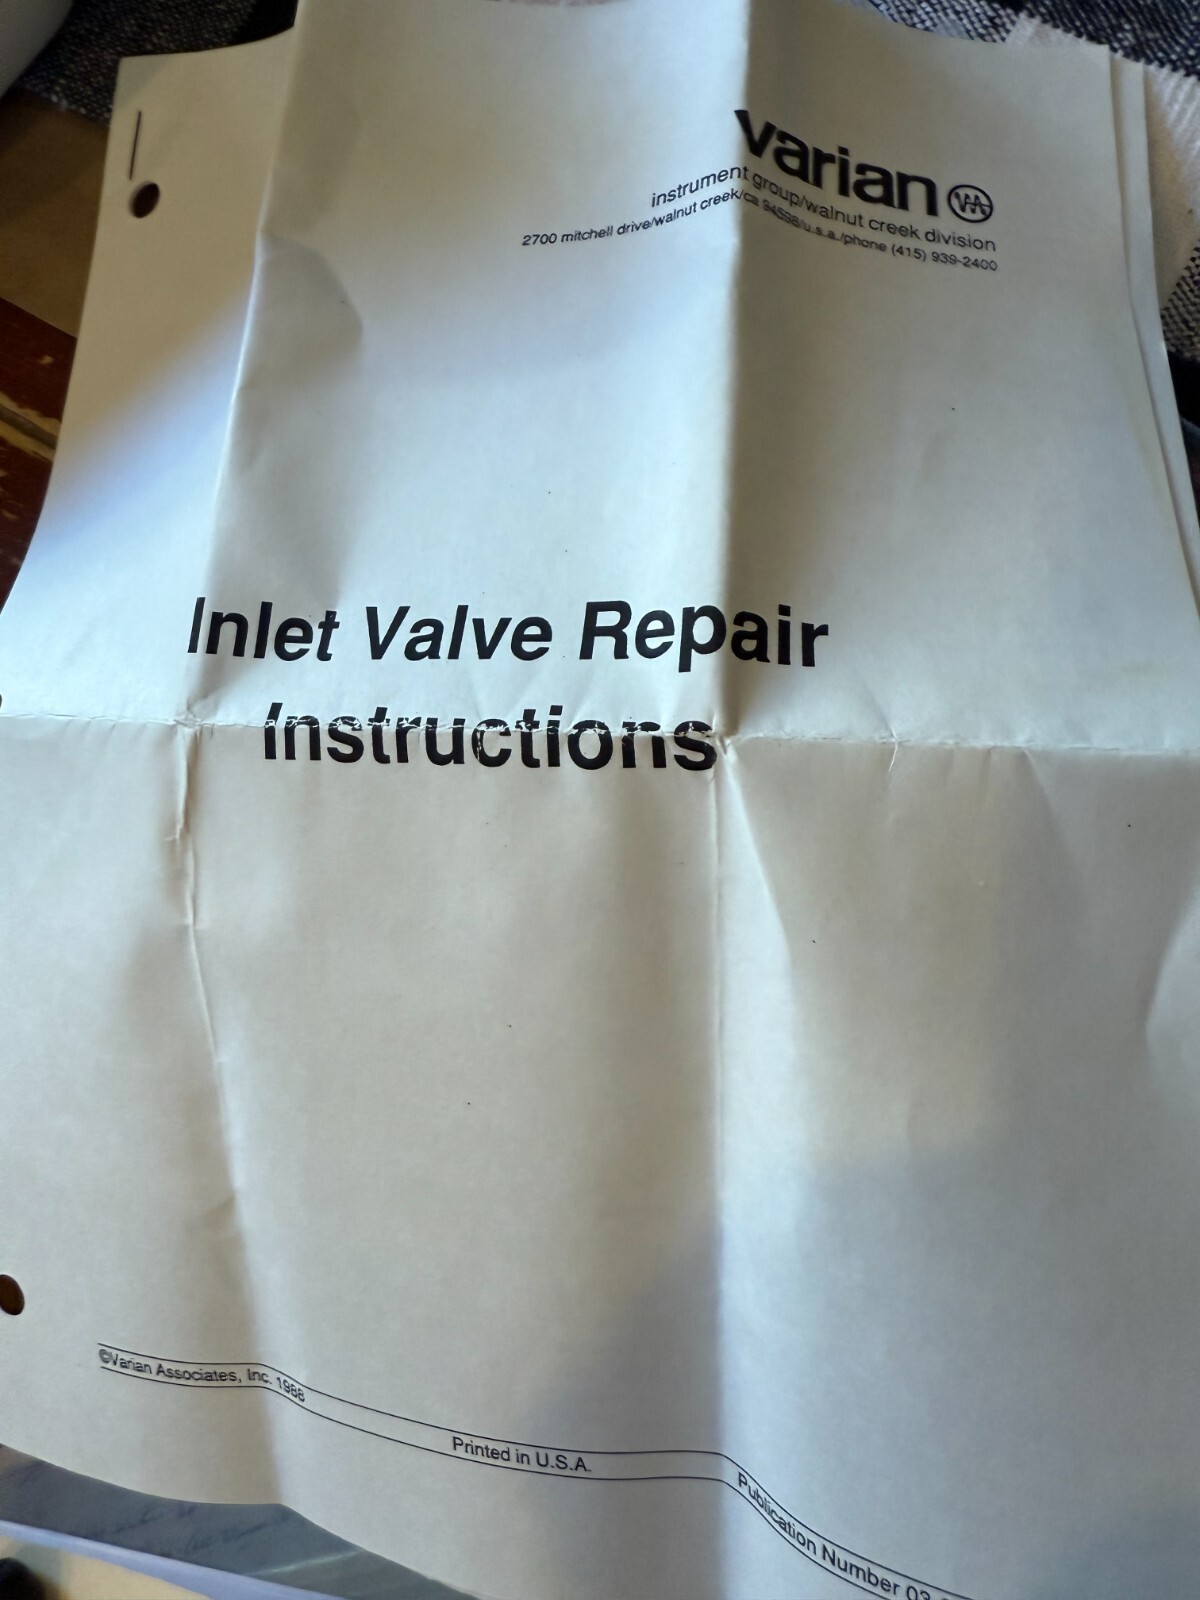 varian
instrument group/walnut creek division
2700 mitchell drive/walnut creek/ca 94598/u.s.a./phone (415) 939-2400
Inlet Valve Repair
Instructions
©Varian Associates, Inc. 1988
Printed in U.S.A.
Publication Number 03-